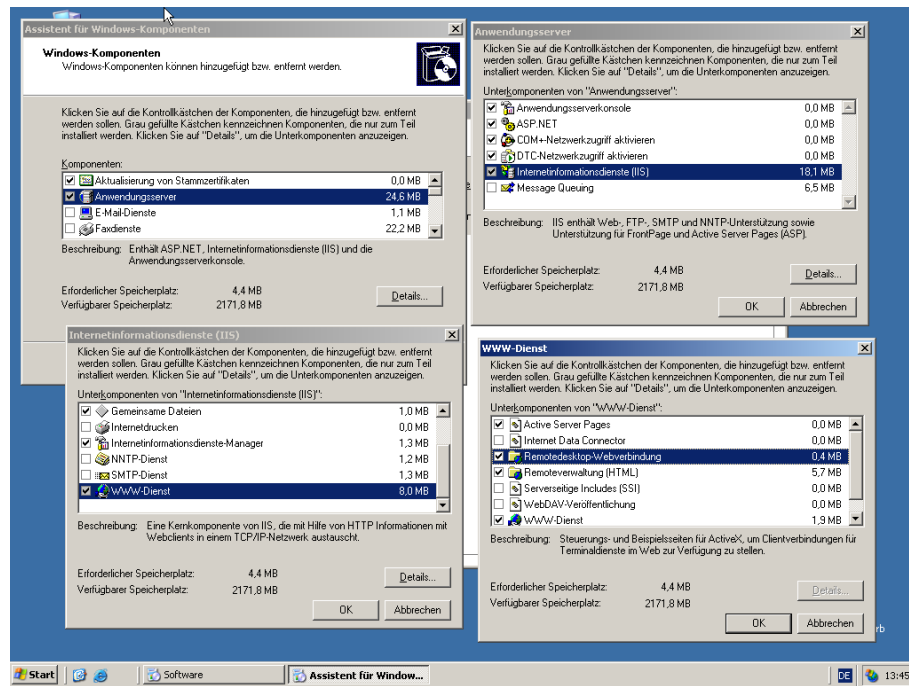 Assistent für Windows-Komponenten
Windows-Komponenten
Windows-Komponenten können hinzugefügt bzw. entfernt werden.
Klicken Sie auf die Kontrollkästchen der Komponenten, die hinzugefügt bzw. entfernt
werden sollen. Grau gefüllte Kästchen kennzeichnen Komponenten, die nur zum Teil
installiert werden. Klicken Sie auf "Details", um die Unterkomponenten anzuzeigen.
Komponenten:
Aktualisierung von Stammzertifikaten 0,0 MB
Anwendungsserver 24,6 MB
E-Mail-Dienste 1,1 MB
Faxdienste 22,2 MB
Beschreibung: Enthält ASP.NET, Internetinformationsdienste (IIS) und die
Anwendungsserverkonsole.
Erforderlicher Speicherplatz: 4,4 MB
Verfügbarer Speicherplatz: 2171,8 MB
Details...
Anwendungsserver
Klicken Sie auf die Kontrollkästchen der Komponenten, die hinzugefügt bzw. entfernt
werden sollen. Grau gefüllte Kästchen kennzeichnen Komponenten, die nur zum Teil
installiert werden. Klicken Sie auf "Details", um die Unterkomponenten anzuzeigen.
Unterkomponenten von "Anwendungsserver":
Anwendungsserverkonsole 0,0 MB
ASP.NET 0,0 MB
COM+-Netzwerkzugriff aktivieren 0,0 MB
DTC-Netzwerkzugriff aktivieren 0,0 MB
Internetinformationsdienste (IIS) 18,1 MB
Message Queuing 6,5 MB
Beschreibung: IIS enthält Web-, FTP-, SMTP und NNTP-Unterstützung sowie
Unterstützung für FrontPage und Active Server Pages (ASP).
Erforderlicher Speicherplatz: 4,4 MB
Verfügbarer Speicherplatz: 2171,8 MB
Details...
OK
Abbrechen
Internetinformationsdienste (IIS)
Klicken Sie auf die Kontrollkästchen der Komponenten, die hinzugefügt bzw. entfernt
werden sollen. Grau gefüllte Kästchen kennzeichnen Komponenten, die nur zum Teil
installiert werden. Klicken Sie auf "Details", um die Unterkomponenten anzuzeigen.
Unterkomponenten von "Internetinformationsdienste (IIS)":
Gemeinsame Dateien 1,0 MB
Internetdrucken 0,0 MB
Internetinformationsdienste-Manager 1,3 MB
NNTP-Dienst 1,2 MB
SMTP-Dienst 1,3 MB
WWW-Dienst 8,0 MB
Beschreibung: Eine Kernkomponente von IIS, die mit Hilfe von HTTP Informationen mit
Webclients in einem TCP/IP-Netzwerk austauscht.
Erforderlicher Speicherplatz: 4,4 MB
Verfügbarer Speicherplatz: 2171,8 MB
Details...
OK
Abbrechen
WWW-Dienst
Klicken Sie auf die Kontrollkästchen der Komponenten, die hinzugefügt bzw. entfernt
werden sollen. Grau gefüllte Kästchen kennzeichnen Komponenten, die nur zum Teil
installiert werden. Klicken Sie auf "Details", um die Unterkomponenten anzuzeigen.
Unterkomponenten von "WWW-Dienst":
Active Server Pages 0,0 MB
Internet Data Connector 0,0 MB
Remotedesktop-Webverbindung 0,4 MB
Remoteverwaltung (HTML) 5,7 MB
Serverseitige Includes (SSI) 0,0 MB
WebDAV-Veröffentlichung 0,0 MB
WWW-Dienst 1,9 MB
Beschreibung: Steuerungs- und Beispielsseiten für ActiveX, um Clientverbindungen für
Terminaldienste im Web zur Verfügung zu stellen.
Erforderlicher Speicherplatz: 4,4 MB
Verfügbarer Speicherplatz: 2171,8 MB
Details...
OK
Abbrechen
rb
Start
Software
Assistent für Window...
DE
13:45